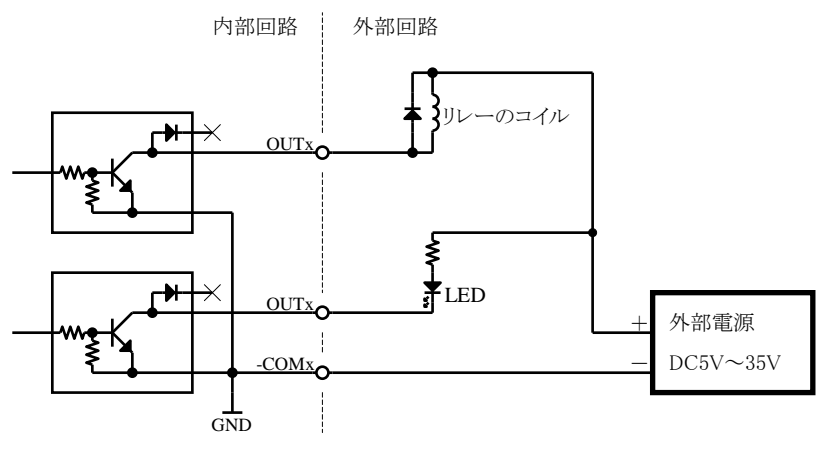 内部回路
外部回路
リレーのコイル
OUTx
LED
OUTx
-COMx
GND
+
外部電源
−
DC5V～35V